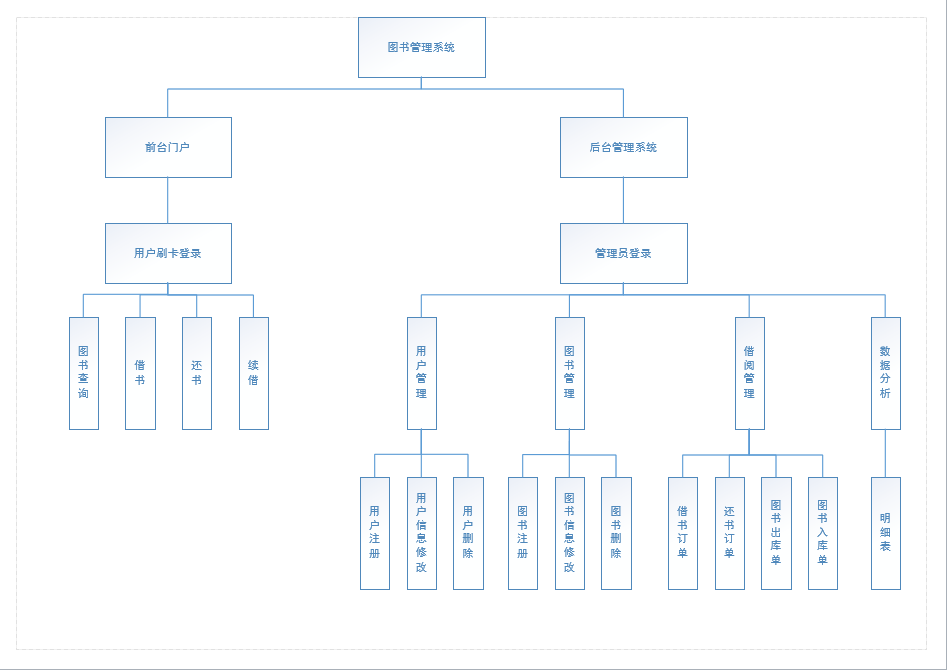 图书管理系统
前台门户
后台管理系统
用户刷卡登录
管理员登录
图书查询
借书
还书
续借
用户管理
图书管理
借阅管理
数据分析
用户注册
用户信息修改
用户删除
图书注册
图书信息修改
图书删除
借书订单
还书订单
图书出库单
图书入库单
明细表